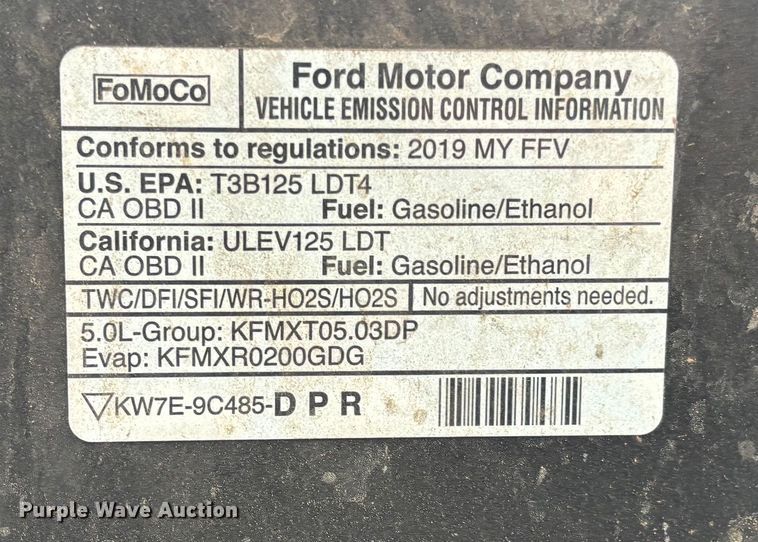 FoMoCo
Ford Motor Company
VEHICLE EMISSION CONTROL INFORMATION
Conforms to regulations: 2019 MY FFV
U.S. EPA: T3B125 LDT4
CA OBD II Fuel: Gasoline/Ethanol
California: ULEV125 LDT
CA OBD II Fuel: Gasoline/Ethanol
TWC/DFI/SFI/WR-HO2S/HO2S No adjustments needed.
5.0L-Group: KFMXT05.03DP
Evap: KFMXR0200GDG
KW7E-9C485-D P R
Purple Wave Auction